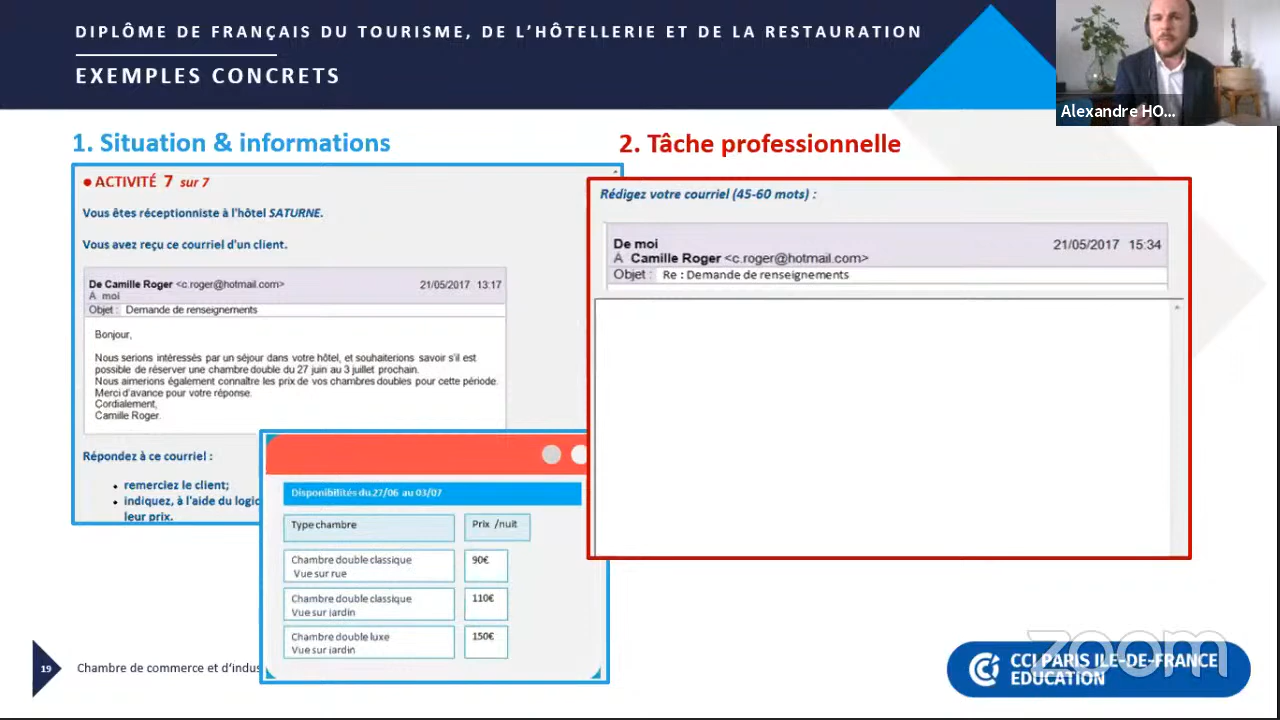 DIPLÔME DE FRANÇAIS DU TOURISME, DE L'HÔTELLERIE ET DE LA RESTAURATION
EXEMPLES CONCRETS
Alexandre HO...
1. Situation & informations
● ACTIVITÉ 7 sur 7
Vous êtes réceptionniste à l'hôtel SATURNE.
Vous avez reçu ce courriel d'un client.
De Camille Roger <c.roger@hotmail.com> 21/05/2017 13:17
A moi
Objet : Demande de renseignements
Bonjour,
Nous serions intéressés par un séjour dans votre hôtel, et souhaiterions savoir s'il est
possible de réserver une chambre double du 27 juin au 3 juillet prochain.
Nous aimerions également connaître les prix de vos chambres doubles pour cette période.
Merci d'avance pour votre réponse.
Cordialement,
Camille Roger.
Répondez à ce courriel :
• remerciez le client;
• indiquez, à l'aide du logic
leur prix.
Disponibilités du 27/06 au 03/07
Type chambre Prix /nuit
Chambre double classique 90€
Vue sur rue
Chambre double classique 110€
Vue sur jardin
Chambre double luxe 150€
Vue sur jardin
2. Tâche professionnelle
Rédigez votre courriel (45-60 mots) :
De moi 21/05/2017 15:34
A Camille Roger <c.roger@hotmail.com>
Objet : Re : Demande de renseignements
19 Chambre de commerce et d'indus
zoom
CCI PARIS ILE-DE-FRANCE
EDUCATION